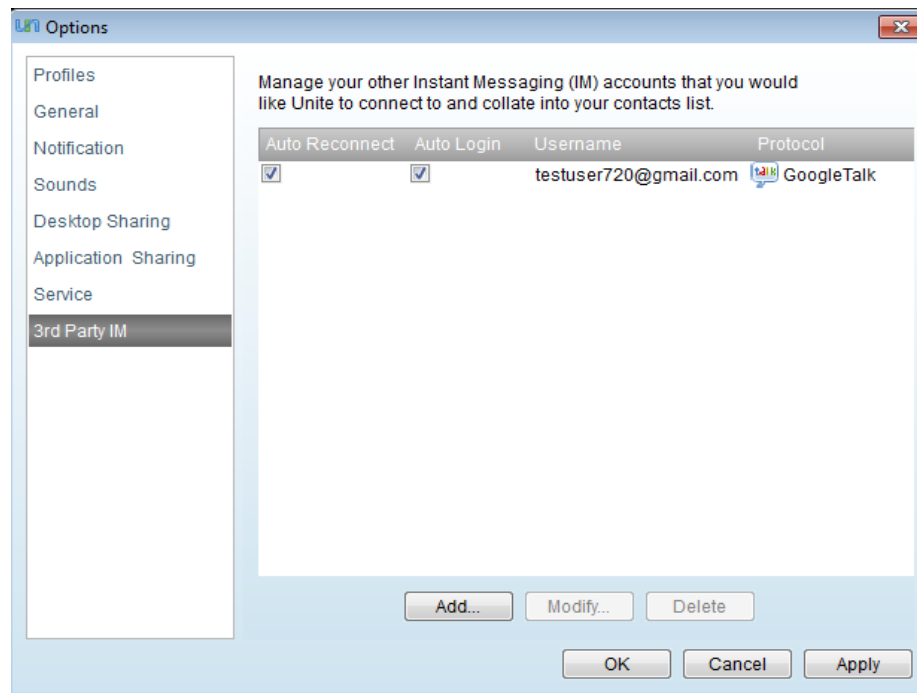 un Options
Profiles
General
Notification
Sounds
Desktop Sharing
Application Sharing
Service
3rd Party IM
Manage your other Instant Messaging (IM) accounts that you would
like Unite to connect to and collate into your contacts list.
Auto Reconnect Auto Login Username Protocol
testuser720@gmail.com talk GoogleTalk
Add... Modify... Delete
OK Cancel Apply